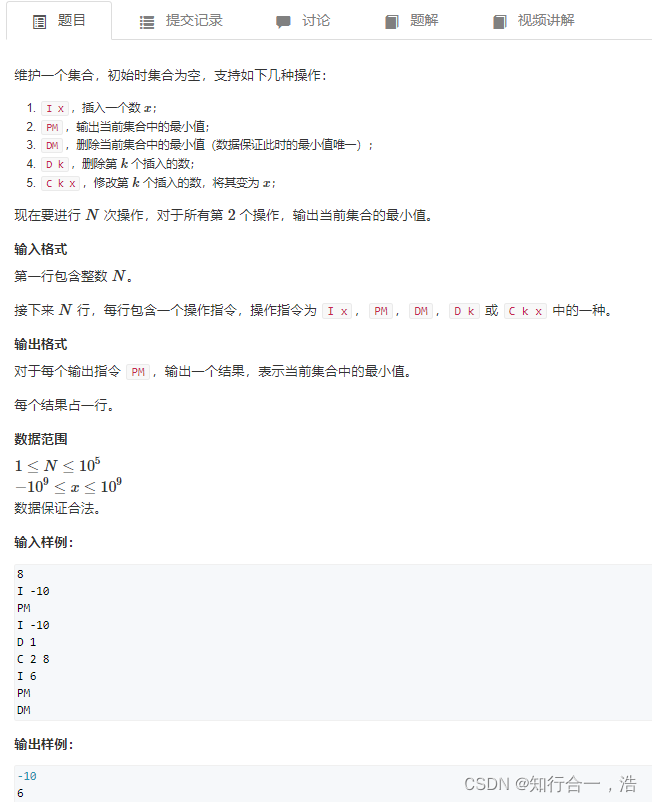 题目 提交记录 讨论 题解 视频讲解
维护一个集合，初始时集合为空，支持如下几种操作：
1. I x，插入一个数 x；
2. PM，输出当前集合中的最小值；
3. DM，删除当前集合中的最小值（数据保证此时的最小值唯一）；
4. D k，删除第 k 个插入的数；
5. C k x，修改第 k 个插入的数，将其变为 x；
现在要进行 N 次操作，对于所有第 2 个操作，输出当前集合的最小值。
输入格式
第一行包含整数 N。
接下来 N 行，每行包含一个操作指令，操作指令为 I x，PM，DM，D k 或 C k x 中的一种。
输出格式
对于每个输出指令 PM，输出一个结果，表示当前集合中的最小值。
每个结果占一行。
数据范围
1 ≤ N ≤ 10⁵
−10⁹ ≤ x ≤ 10⁹
数据保证合法。
输入样例：
8
I -10
PM
I -10
D 1
C 2 8
I 6
PM
DM
输出样例：
-10
6
CSDN @知行合一，浩